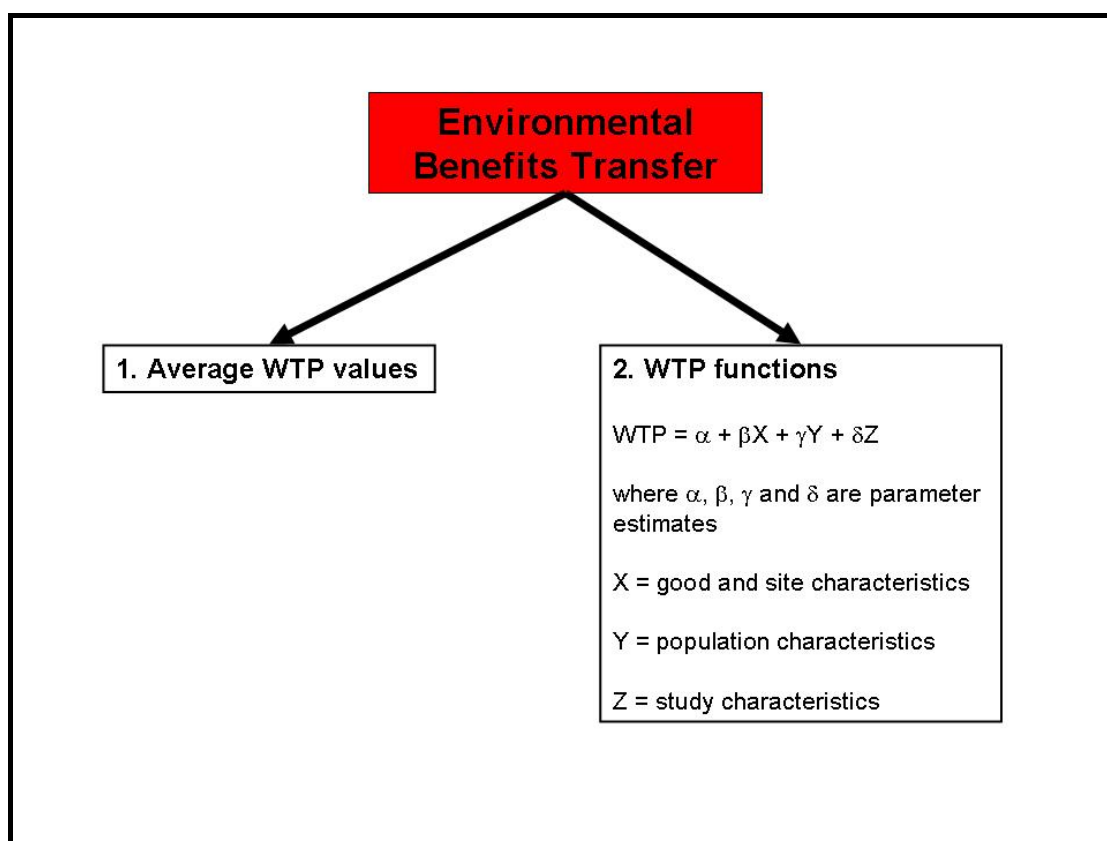 Environmental
Benefits Transfer
1. Average WTP values
2. WTP functions
WTP = α + βX + γY + δZ
where α, β, γ and δ are parameter
estimates
X = good and site characteristics
Y = population characteristics
Z = study characteristics